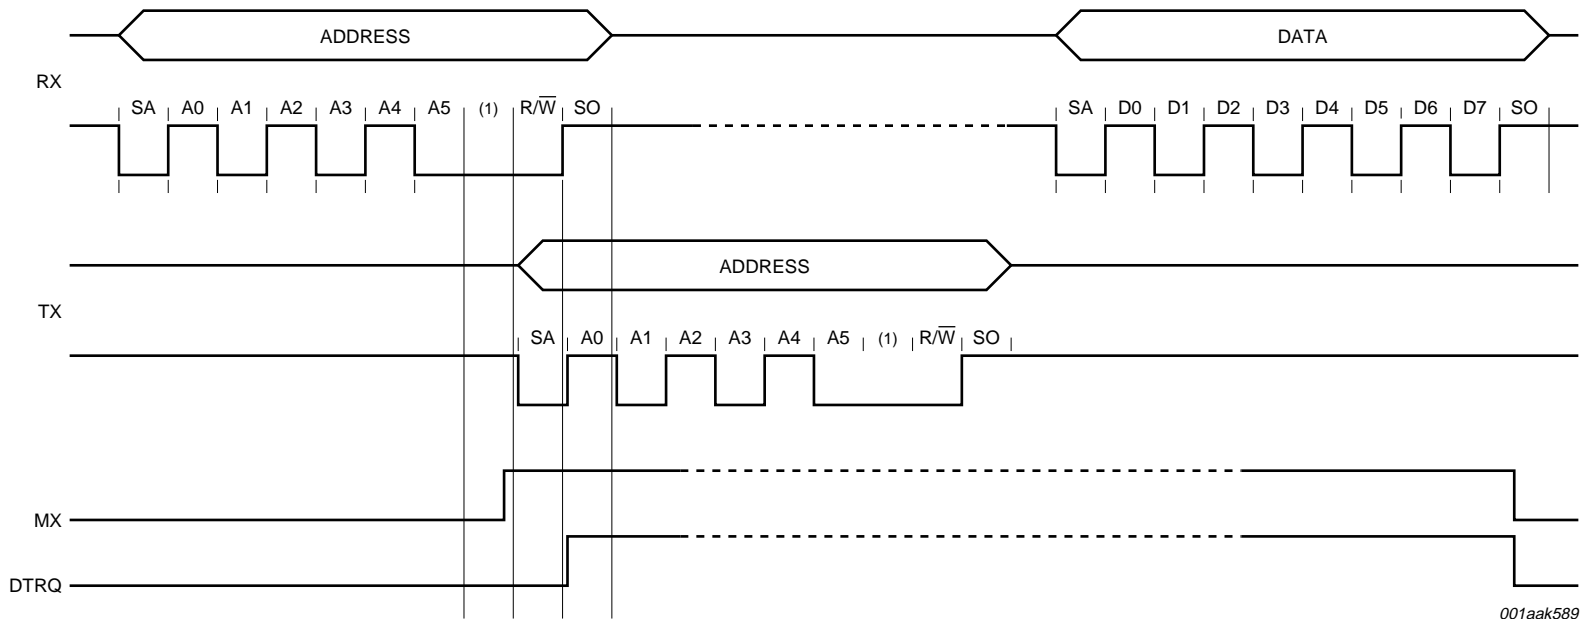 ADDRESS DATA
RX
SA A0 A1 A2 A3 A4 A5 (1) R/W̅ SO SA D0 D1 D2 D3 D4 D5 D6 D7 SO
ADDRESS
TX
SA A0 A1 A2 A3 A4 A5 (1) R/W̅ SO
MX
DTRQ
001aak589